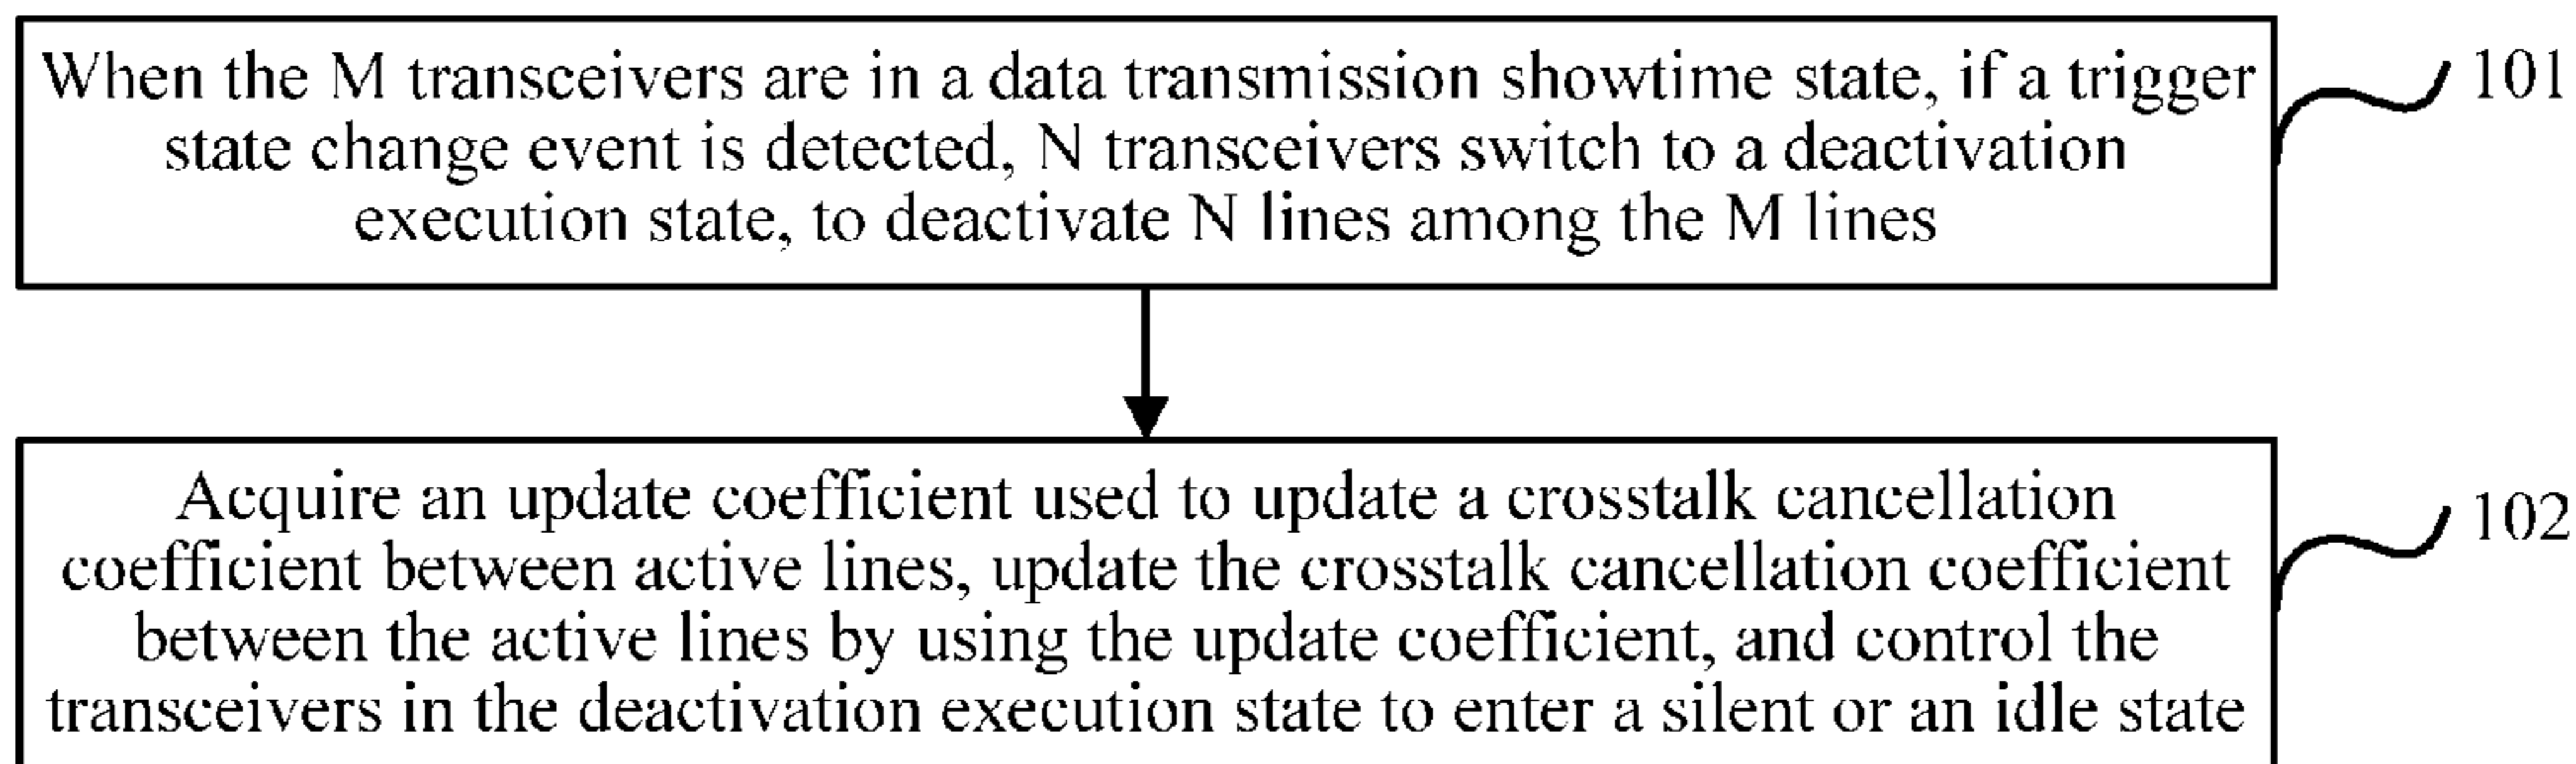 When the M transceivers are in a data transmission showtime state, if a trigger
state change event is detected, N transceivers switch to a deactivation
execution state, to deactivate N lines among the M lines
101
Acquire an update coefficient used to update a crosstalk cancellation
coefficient between active lines, update the crosstalk cancellation coefficient
between the active lines by using the update coefficient, and control the
transceivers in the deactivation execution state to enter a silent or an idle state
102